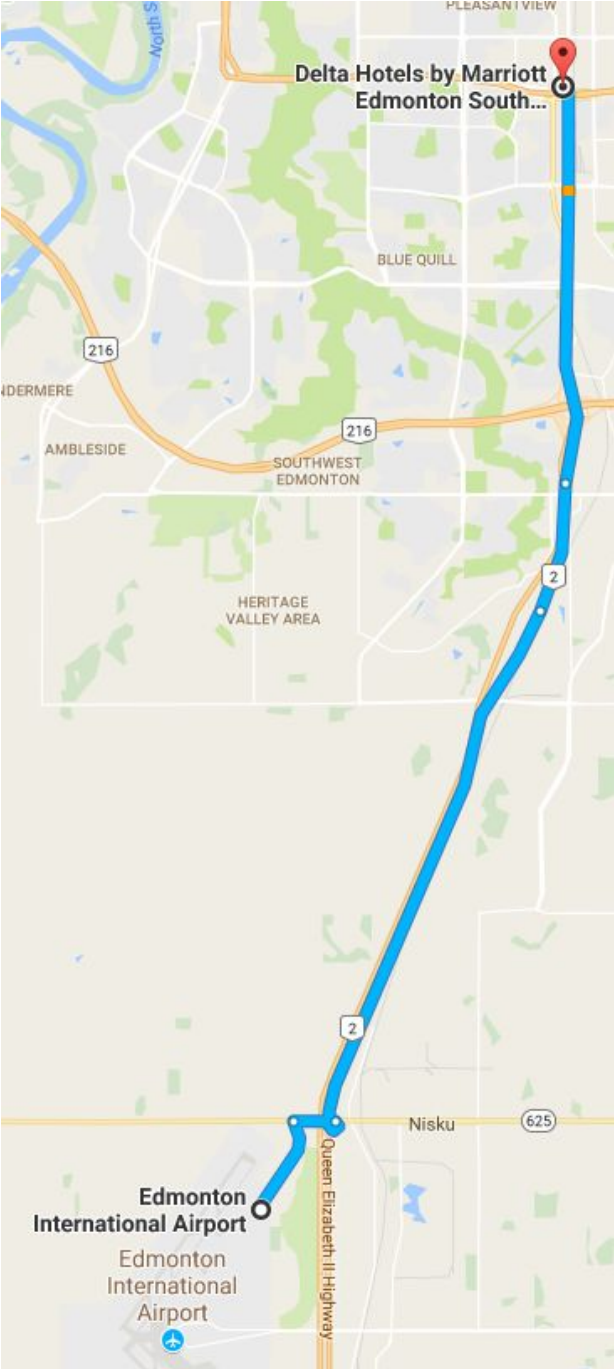 PLEASANTVIEW
North S
Delta Hotels by Marriott
Edmonton South...
BLUE QUILL
216
NDERMERE
216
AMBLESIDE
SOUTHWEST
EDMONTON
2
HERITAGE
VALLEY AREA
2
Nisku
625
Queen Elizabeth II Highway
Edmonton
International Airport
Edmonton
International
Airport